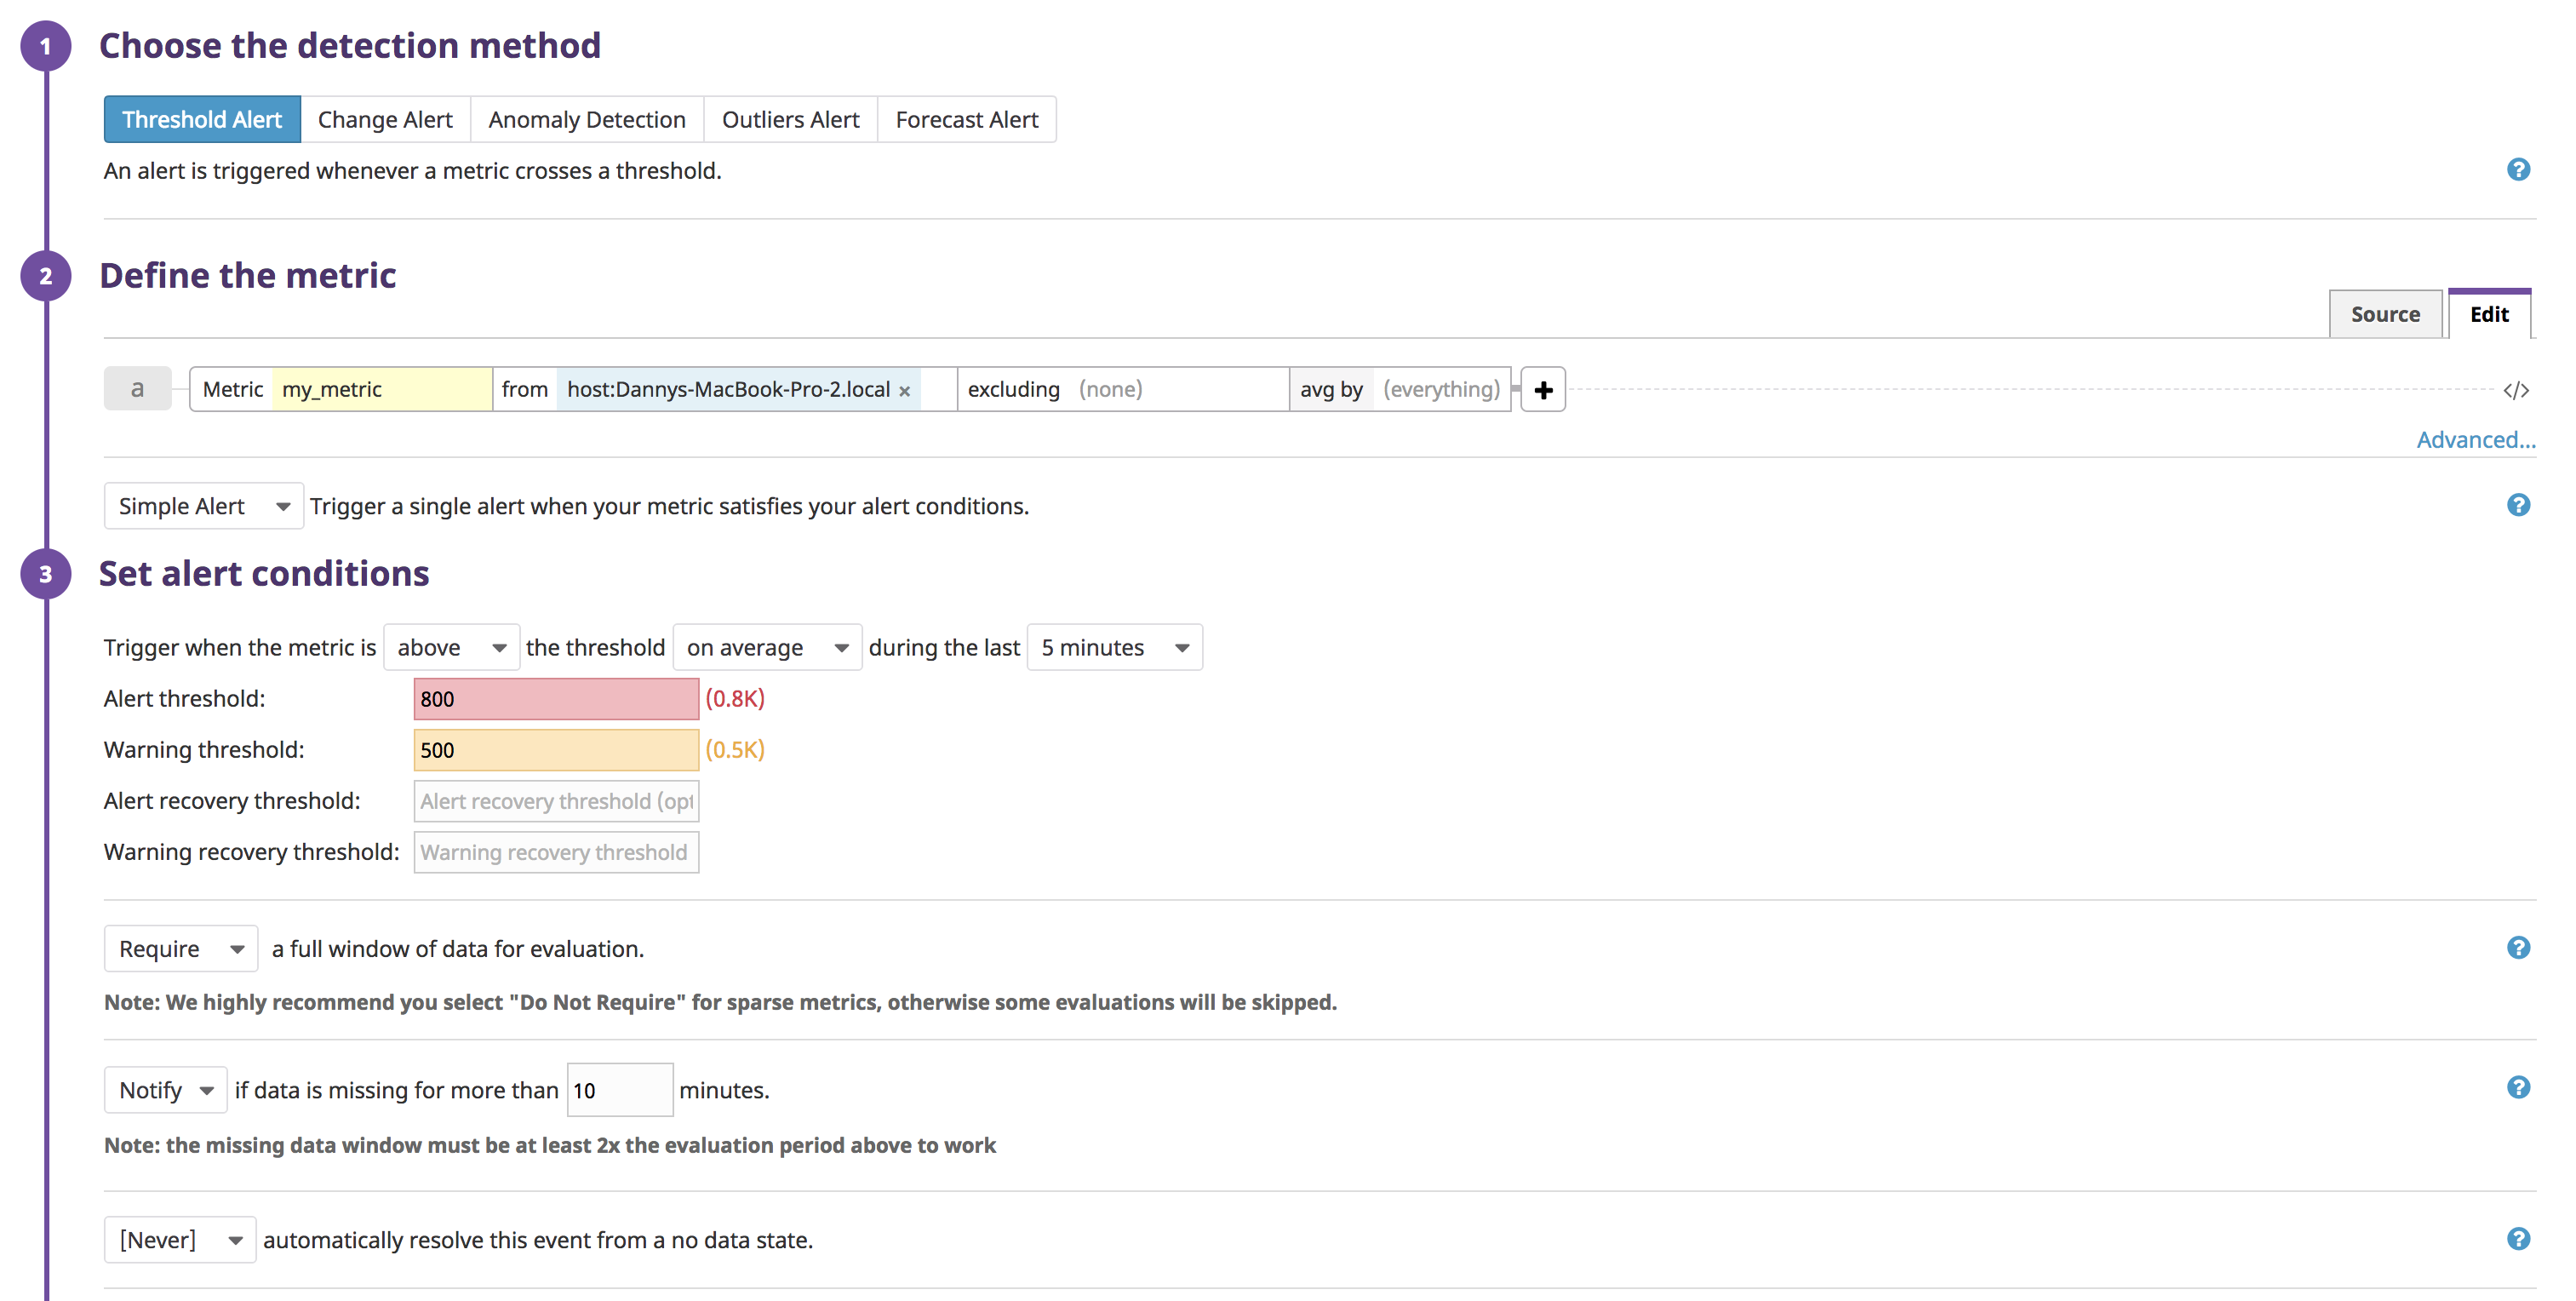 1 Choose the detection method
Threshold Alert Change Alert Anomaly Detection Outliers Alert Forecast Alert
An alert is triggered whenever a metric crosses a threshold. ?
2 Define the metric
Source Edit
a Metric my_metric from host:Dannys-MacBook-Pro-2.local × excluding (none) avg by (everything) + </>
Advanced...
Simple Alert Trigger a single alert when your metric satisfies your alert conditions. ?
3 Set alert conditions
Trigger when the metric is above the threshold on average during the last 5 minutes
Alert threshold: 800 (0.8K)
Warning threshold: 500 (0.5K)
Alert recovery threshold: Alert recovery threshold (opt
Warning recovery threshold: Warning recovery threshold
Require a full window of data for evaluation. ?
Note: We highly recommend you select "Do Not Require" for sparse metrics, otherwise some evaluations will be skipped.
Notify if data is missing for more than 10 minutes. ?
Note: the missing data window must be at least 2x the evaluation period above to work
[Never] automatically resolve this event from a no data state. ?